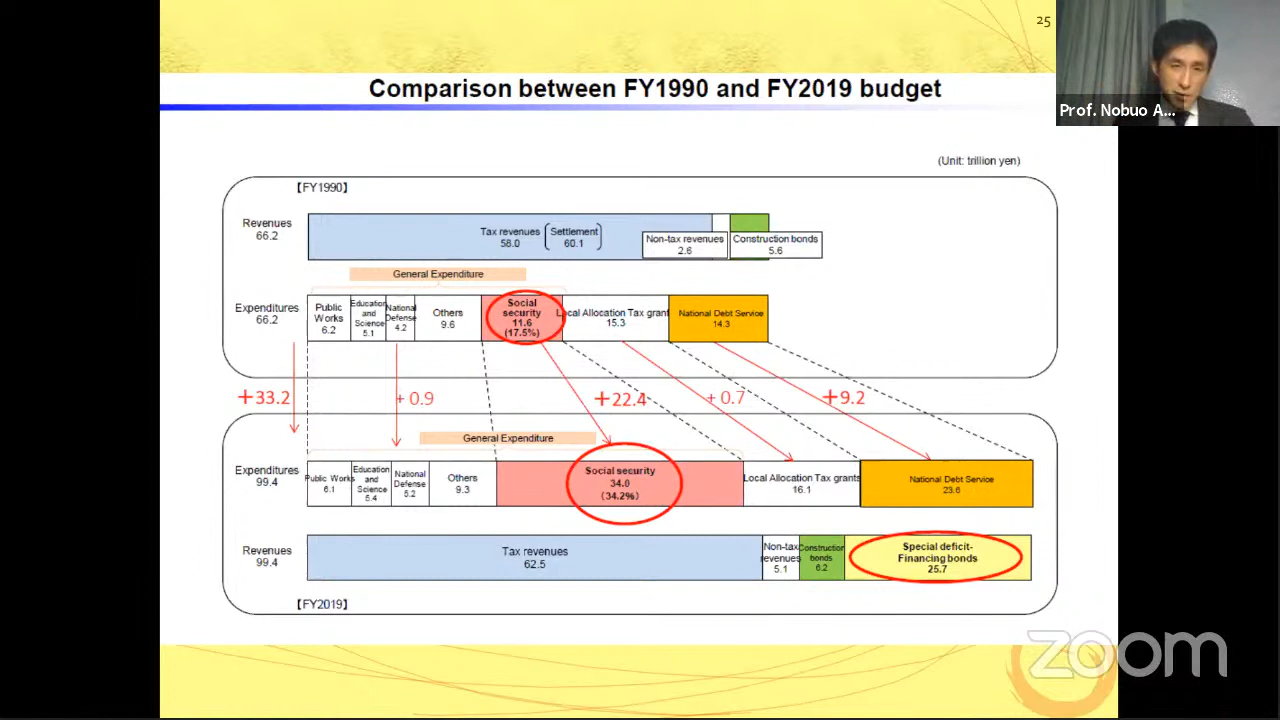 25
Prof. Nobuo A...
Comparison between FY1990 and FY2019 budget
(Unit: trillion yen)
【FY1990】
Revenues
66.2
Tax revenues
58.0
Settlement
60.1
Non-tax revenues
2.6
Construction bonds
5.6
General Expenditure
Expenditures
66.2
Public
Works
6.2
Education
and
Science
5.1
National
Defense
4.2
Others
9.6
Social
security
11.6
(17.5%)
Local Allocation Tax grant
15.3
National Debt Service
14.3
+33.2
+ 0.9
+22.4
+ 0.7
+9.2
General Expenditure
Expenditures
99.4
Public Works
6.1
Education
and
Science
5.4
National
Defense
5.2
Others
9.3
Social security
34.0
(34.2%)
Local Allocation Tax grants
16.1
National Debt Service
23.6
Revenues
99.4
Tax revenues
62.5
Non-tax
revenues
5.1
Construction
bonds
6.2
Special deficit-
Financing bonds
25.7
【FY2019】
zoom